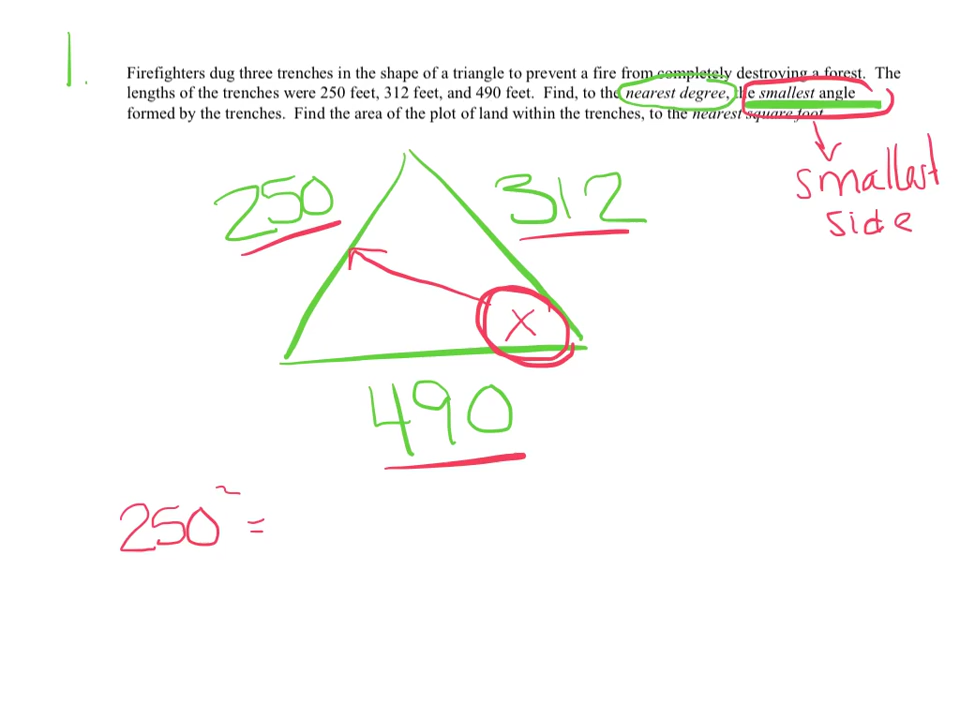 1.
Firefighters dug three trenches in the shape of a triangle to prevent a fire from completely destroying a forest. The
lengths of the trenches were 250 feet, 312 feet, and 490 feet. Find, to the nearest degree, the smallest angle
formed by the trenches. Find the area of the plot of land within the trenches, to the nearest square foot.
smallest
side
250
312
X
490
250² =